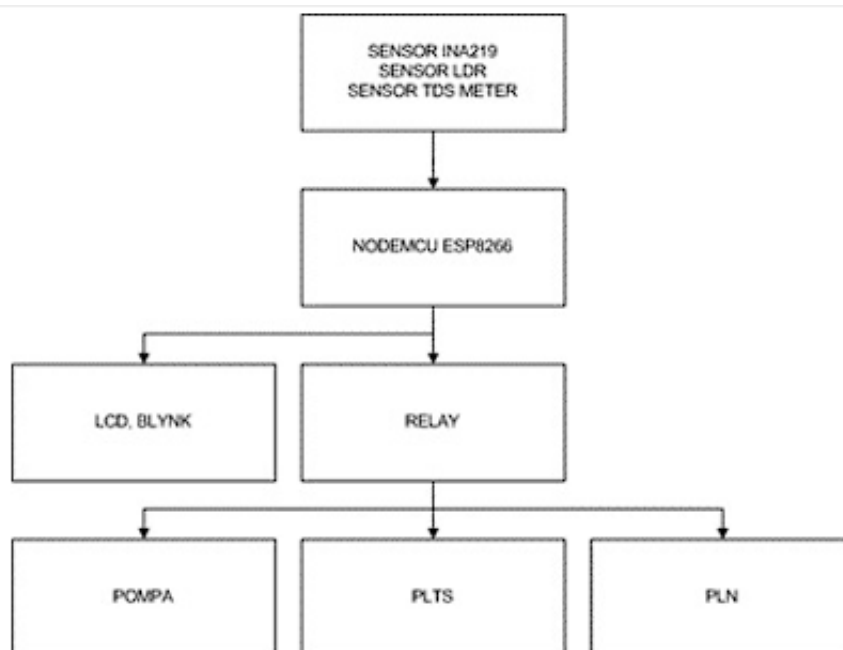 SENSOR INA219
SENSOR LDR
SENSOR TDS METER
NODEMCU ESP8266
LCD, BLYNK
RELAY
POMPA
PLTS
PLN